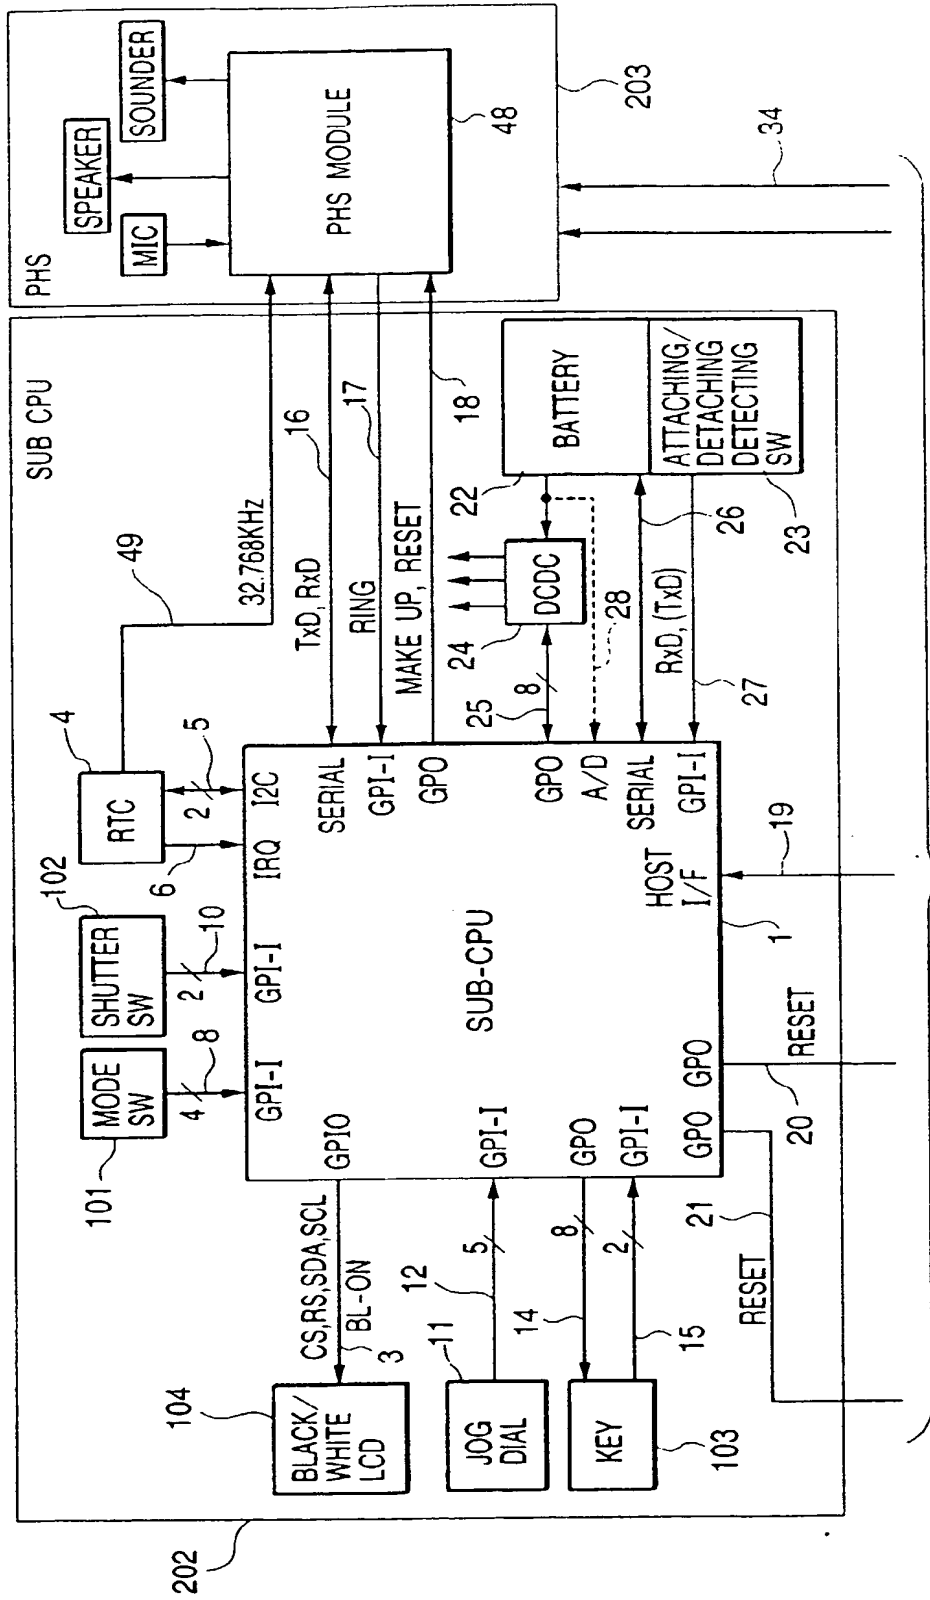 SUB CPU
PHS
202
104
BLACK/
WHITE
LCD
CS,RS,SDA,SCL
BL-ON
3
101
MODE
SW
4
8
GPI-I
102
SHUTTER
SW
2
10
GPI-I
4
RTC
6
2
5
IRQ
I2C
49
32.768KHz
GPIO
11
JOG
DIAL
12
5
GPI-I
KEY
103
14
8
GPO
15
2
GPI-I
SUB-CPU
1
SERIAL
16
TxD, RxD
GPI-I
17
RING
GPO
18
MAKE UP, RESET
GPO
25
8
24
DCDC
A/D
28
22
BATTERY
SERIAL
26
RxD, (TxD)
GPI-I
27
ATTACHING/
DETACHING
DETECTING
SW
23
HOST
I/F
19
GPO
20
RESET
GPO
21
RESET
MIC
SPEAKER
SOUNDER
PHS MODULE
48
203
34